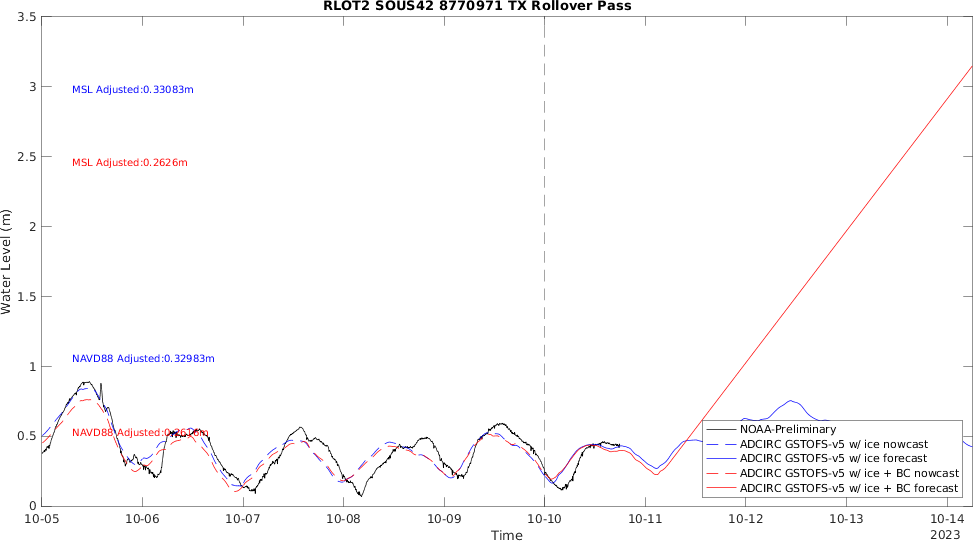 RLOT2 SOUS42 8770971 TX Rollover Pass
3.5
3
2.5
2
1.5
1
0.5
0
Water Level (m)
MSL Adjusted:0.33083m
MSL Adjusted:0.2626m
NAVD88 Adjusted:0.32983m
NAVD88 Adjusted:0.2616m
NOAA-Preliminary
ADCIRC GSTOFS-v5 w/ ice nowcast
ADCIRC GSTOFS-v5 w/ ice forecast
ADCIRC GSTOFS-v5 w/ ice + BC nowcast
ADCIRC GSTOFS-v5 w/ ice + BC forecast
10-05 10-06 10-07 10-08 10-09 10-10 10-11 10-12 10-13 10-14
Time
2023